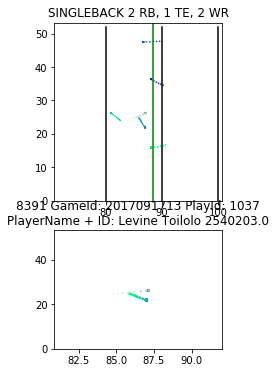 SINGLEBACK 2 RB, 1 TE, 2 WR
50
40
30
20
10
0
80 90 100
8391 GameId: 2017091713 PlayId: 1037
PlayerName + ID: Levine Toilolo 2540203.0
40
20
0
82.5 85.0 87.5 90.0